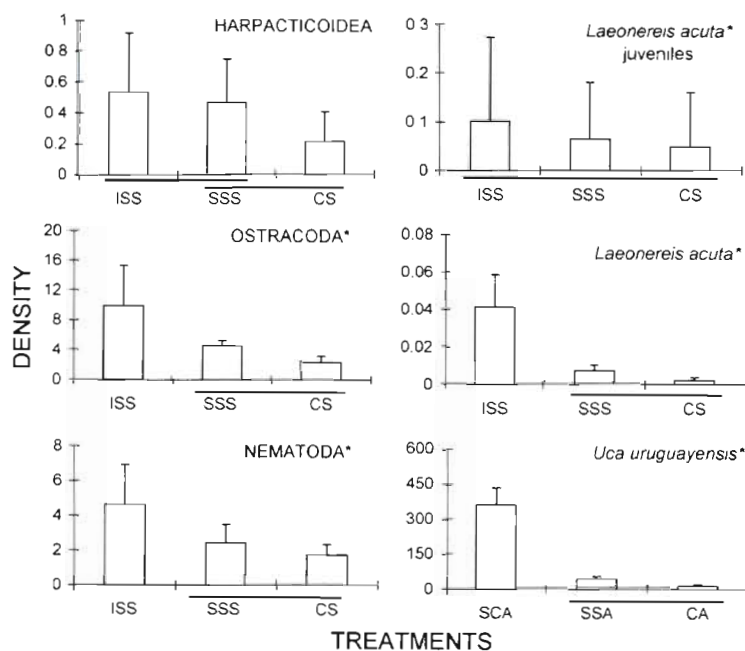 HARPACTICOIDEA
1
0.8
0.6
0.4
0.2
0
ISS SSS CS
Laeonereis acuta*
juveniles
0.3
0.2
0.1
0
ISS SSS CS
OSTRACODA*
20
16
12
8
4
0
ISS SSS CS
Laeonereis acuta*
0.08
0.06
0.04
0.02
0
ISS SSS CS
NEMATODA*
8
6
4
2
0
ISS SSS CS
Uca uruguayensis*
600
450
300
150
0
SCA SSA CA
DENSITY
TREATMENTS